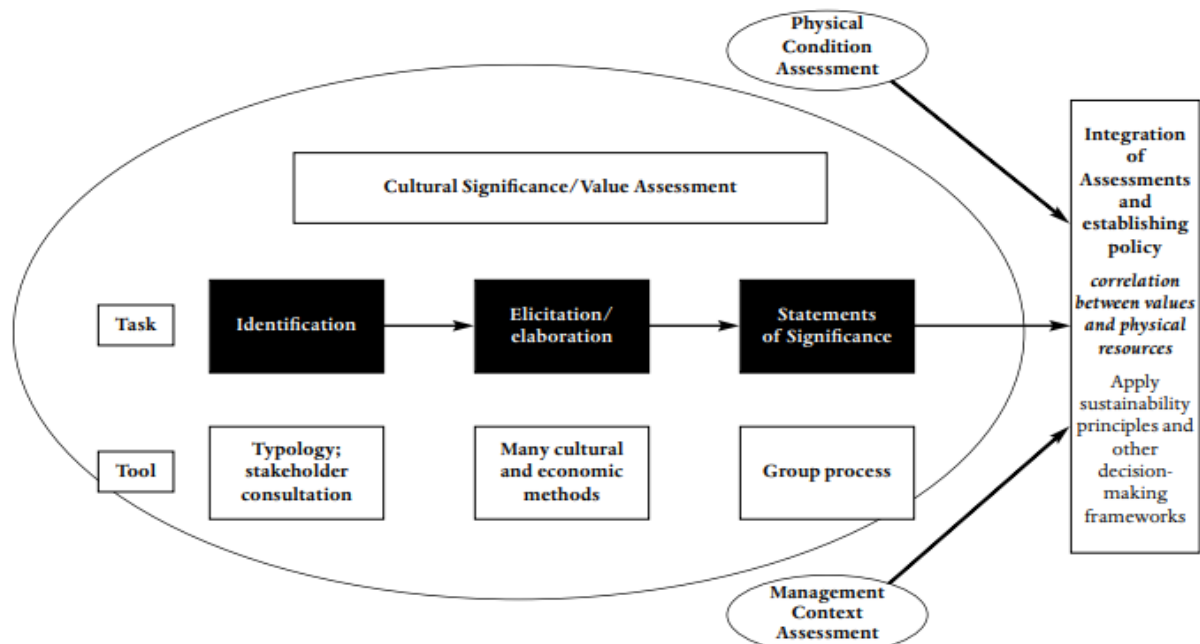 Physical
Condition
Assessment
Cultural Significance/Value Assessment
Task
Identification
Elicitation/
elaboration
Statements
of Significance
Tool
Typology;
stakeholder
consultation
Many cultural
and economic
methods
Group process
Management
Context
Assessment
Integration
of
Assessments
and
establishing
policy
correlation
between values
and physical
resources
Apply
sustainability
principles and
other
decision-
making
frameworks